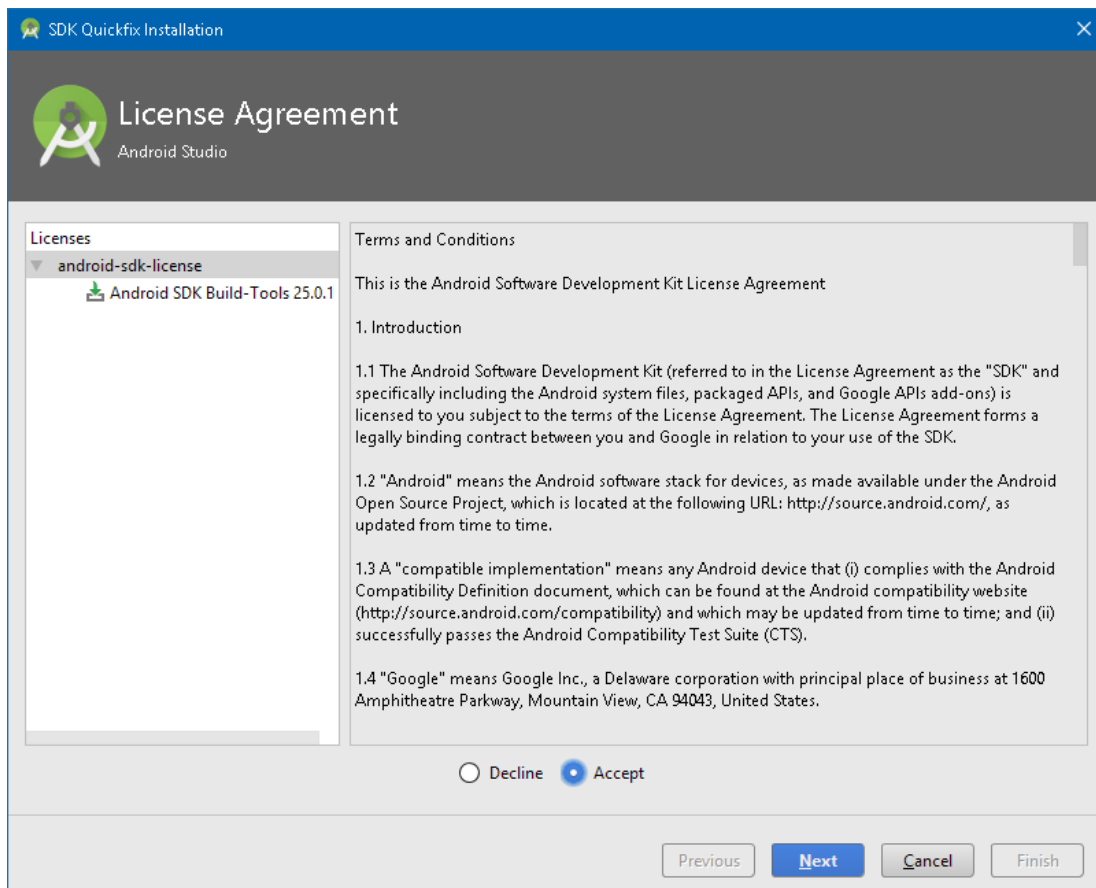 SDK Quickfix Installation
License Agreement
Android Studio
Licenses
android-sdk-license
Android SDK Build-Tools 25.0.1
Terms and Conditions
This is the Android Software Development Kit License Agreement
1. Introduction
1.1 The Android Software Development Kit (referred to in the License Agreement as the "SDK" and
specifically including the Android system files, packaged APIs, and Google APIs add-ons) is
licensed to you subject to the terms of the License Agreement. The License Agreement forms a
legally binding contract between you and Google in relation to your use of the SDK.
1.2 "Android" means the Android software stack for devices, as made available under the Android
Open Source Project, which is located at the following URL: http://source.android.com/, as
updated from time to time.
1.3 A "compatible implementation" means any Android device that (i) complies with the Android
Compatibility Definition document, which can be found at the Android compatibility website
(http://source.android.com/compatibility) and which may be updated from time to time; and (ii)
successfully passes the Android Compatibility Test Suite (CTS).
1.4 "Google" means Google Inc., a Delaware corporation with principal place of business at 1600
Amphitheatre Parkway, Mountain View, CA 94043, United States.
Decline Accept
Previous Next Cancel Finish